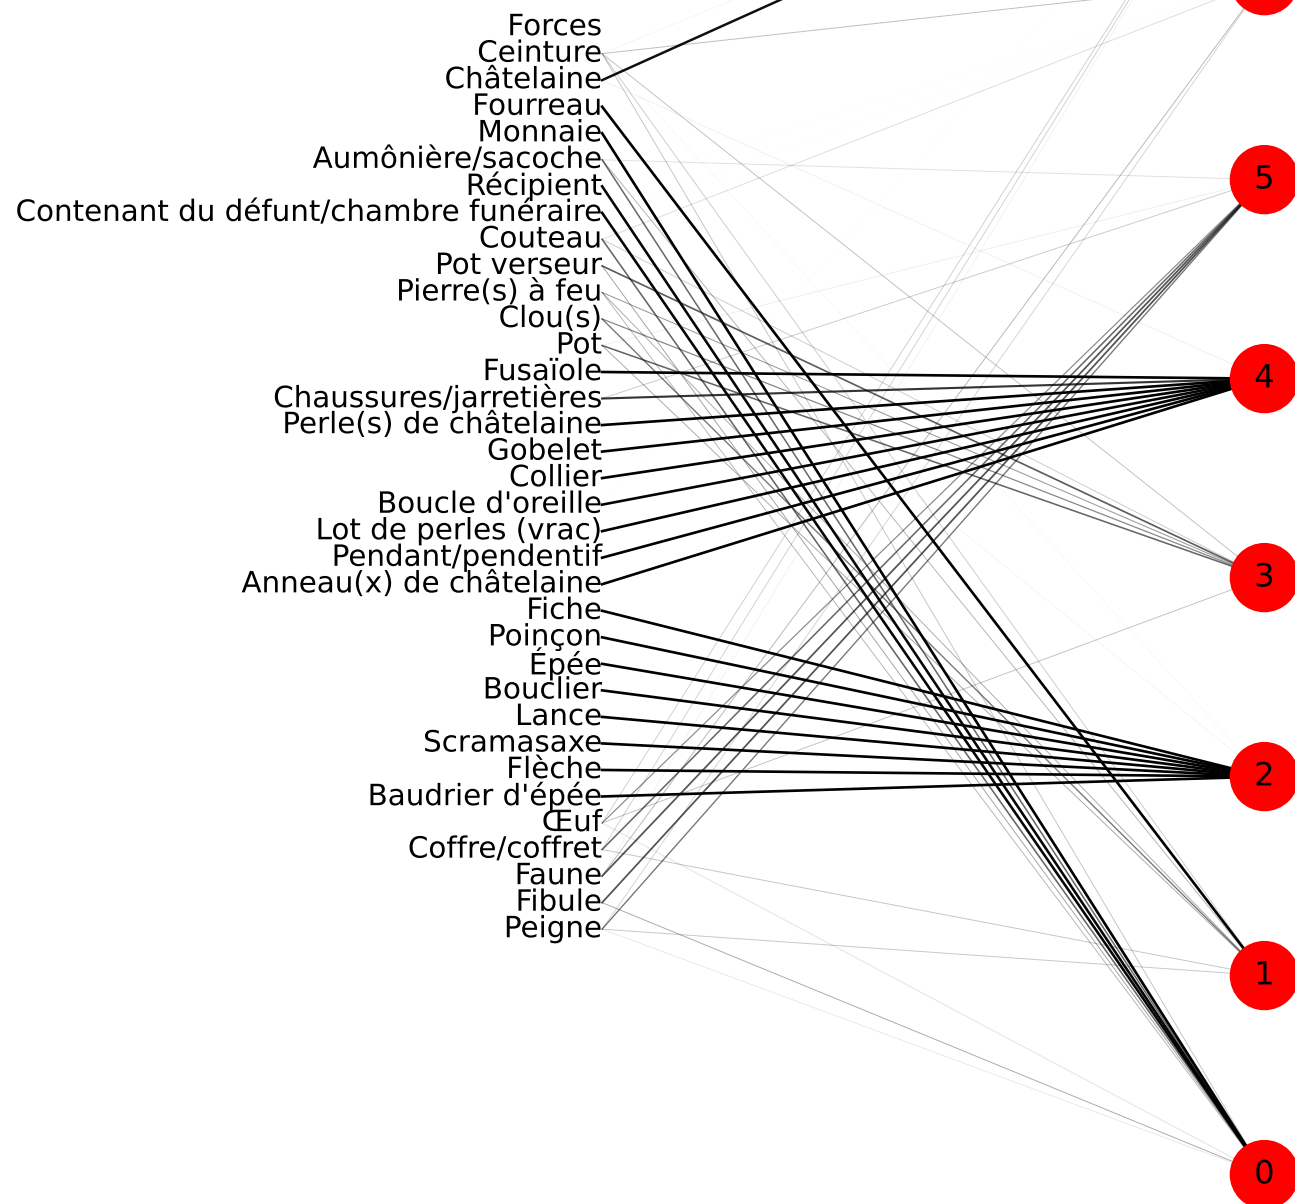 Forces
Ceinture
Châtelaine
Fourreau
Monnaie
Aumônière/sacoche
Récipient
Contenant du défunt/chambre funéraire
Couteau
Pot verseur
Pierre(s) à feu
Clou(s)
Pot
Fusaïole
Chaussures/jarretières
Perle(s) de châtelaine
Gobelet
Collier
Boucle d'oreille
Lot de perles (vrac)
Pendant/pendentif
Anneau(x) de châtelaine
Fiche
Poinçon
Épée
Bouclier
Lance
Scramasaxe
Flèche
Baudrier d'épée
Œuf
Coffre/coffret
Faune
Fibule
Peigne
5
4
3
2
1
0